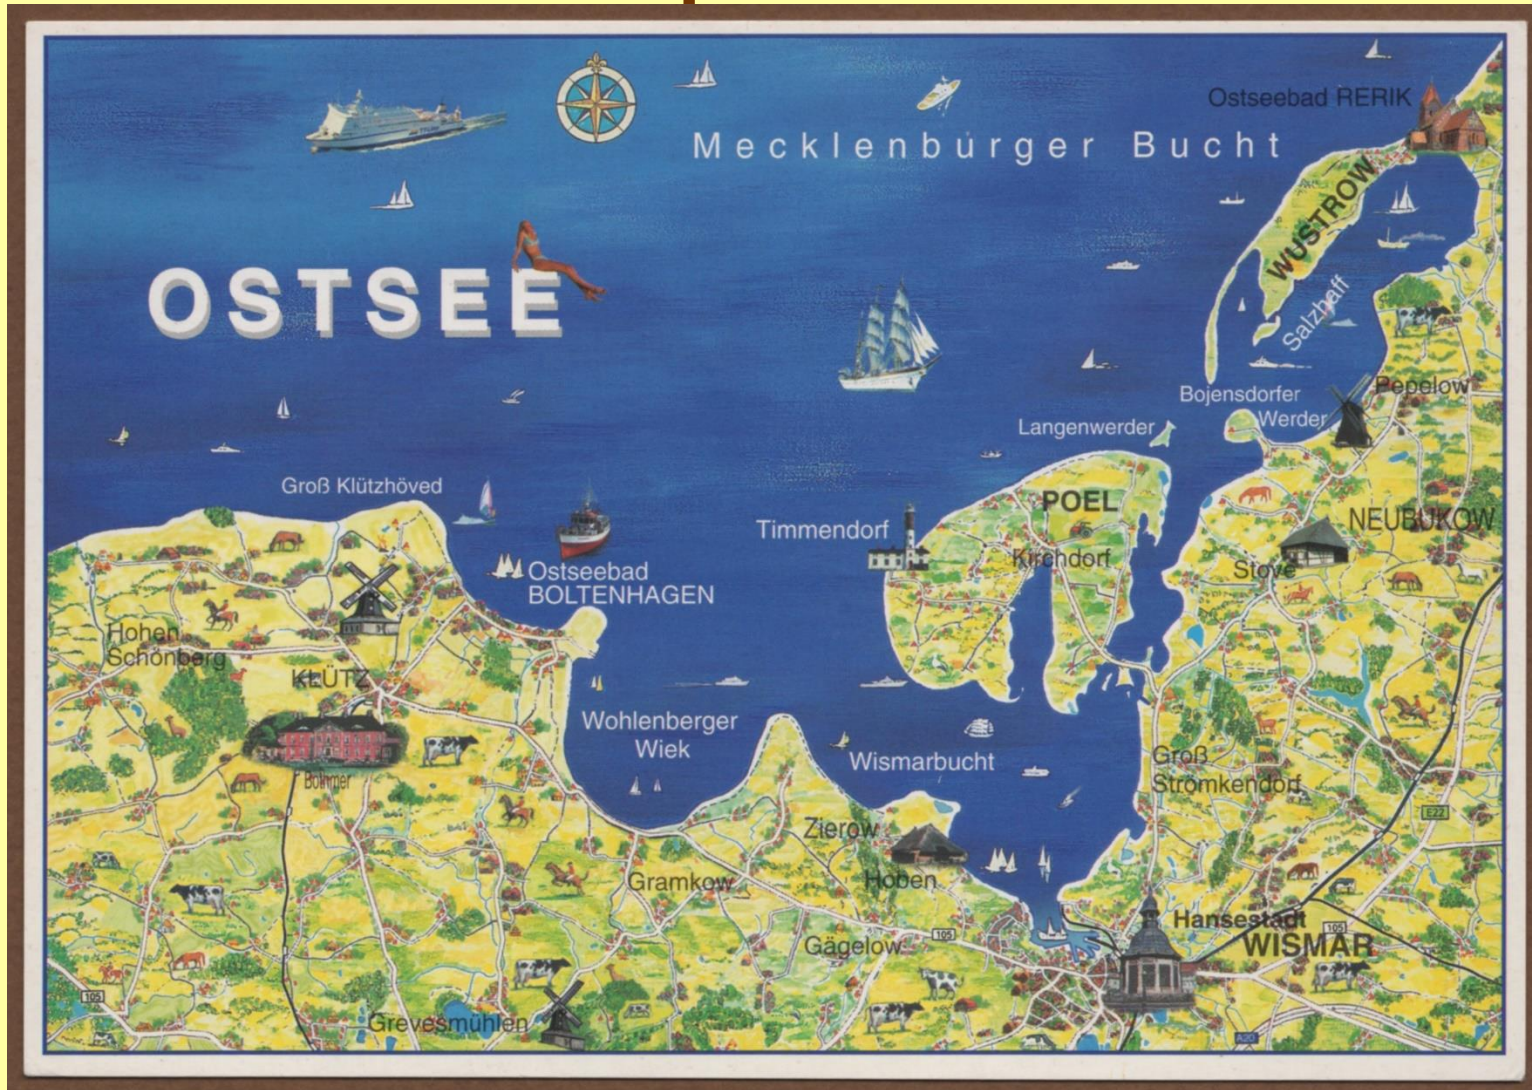 Ostseebad RERIK
Mecklenburger Bucht
WUSTROW
OSTSEE
Salzhaff
Pepelow
Bojensdorfer
Werder
Langenwerder
Groß Klützhöved
POEL
NEUBUKOW
Timmendorf
Kirchdorf
Stove
Ostseebad
BOLTENHAGEN
Hohen
Schönberg
KLÜTZ
Wohlenberger
Wiek
Wismarbucht
Groß
Strömkendorf
Bothmer
E22
Zierow
Hoben
Gramkow
Hansestadt
WISMAR
105
Gägelow
105
105
Grevesmühlen
A20